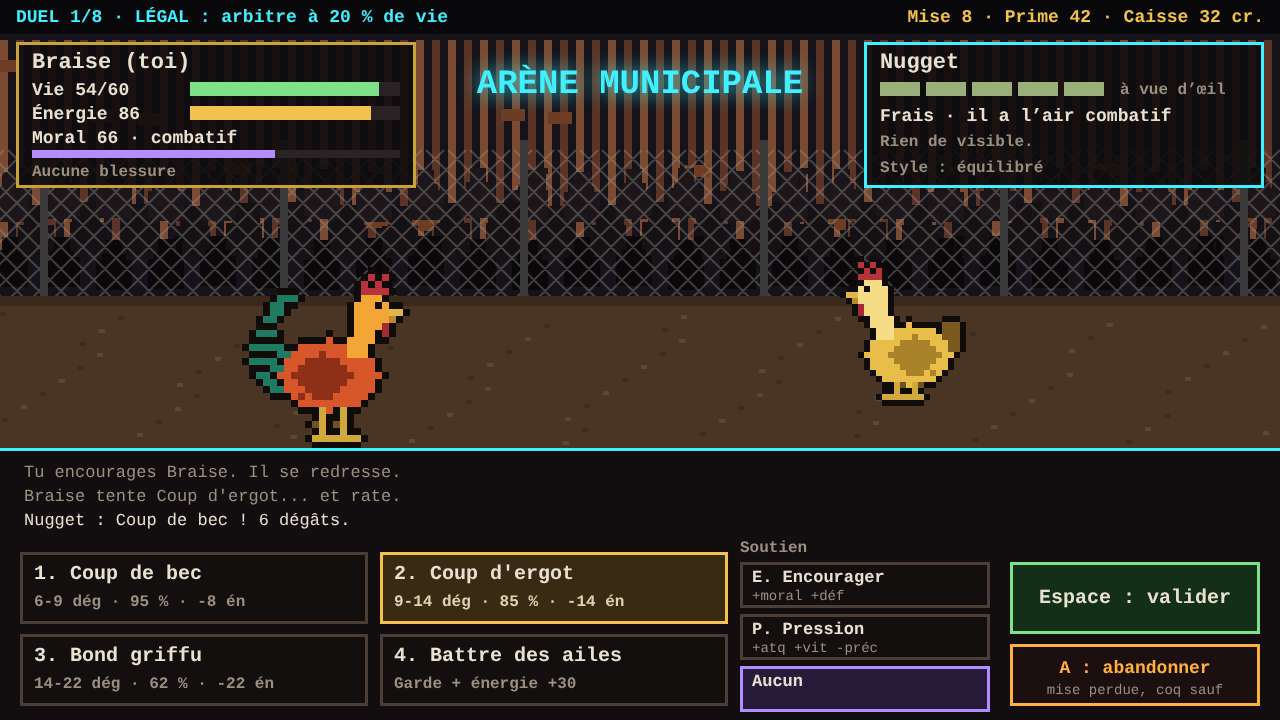 DUEL 1/8 · LÉGAL : arbitre à 20 % de vie
Mise 8 · Prime 42 · Caisse 32 cr.
Braise (toi)
Vie 54/60
Énergie 86
Moral 66 · combatif
Aucune blessure
ARÈNE MUNICIPALE
Nugget
à vue d’œil
Frais · il a l’air combatif
Rien de visible.
Style : équilibré
Tu encourages Braise. Il se redresse.
Braise tente Coup d'ergot... et rate.
Nugget : Coup de bec ! 6 dégâts.
1. Coup de bec
6-9 dég · 95 % · -8 én
2. Coup d'ergot
9-14 dég · 85 % · -14 én
3. Bond griffu
14-22 dég · 62 % · -22 én
4. Battre des ailes
Garde + énergie +30
Soutien
E. Encourager
+moral +déf
P. Pression
+atq +vit -préc
Aucun
Espace : valider
A : abandonner
mise perdue, coq sauf